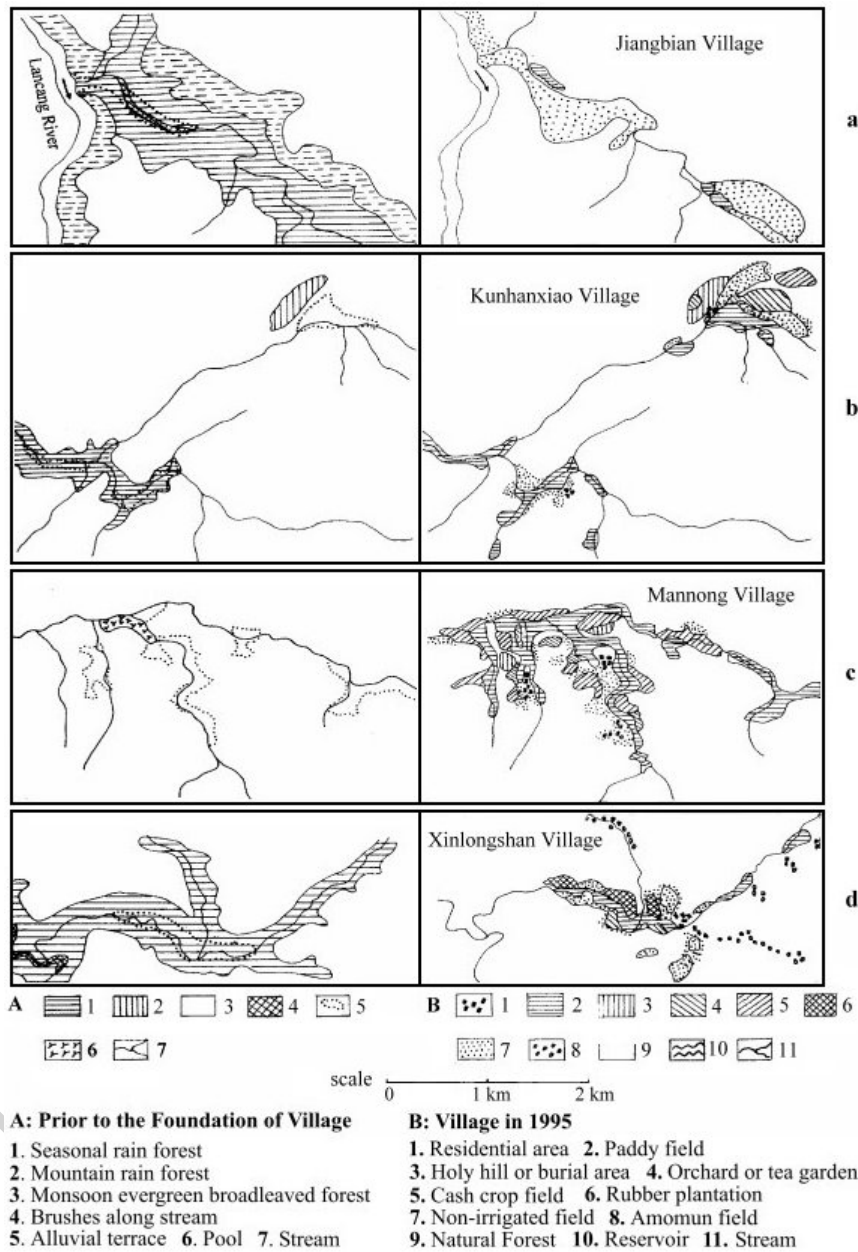 Lancang River
Jiangbian Village
a
Kunhanxiao Village
b
Mannong Village
c
Xinlongshan Village
d
A 1 2 3 4 5 B 1 2 3 4 5 6
6 7 7 8 9 10 11
scale
0 1 km 2 km
A: Prior to the Foundation of Village
1. Seasonal rain forest
2. Mountain rain forest
3. Monsoon evergreen broadleaved forest
4. Brushes along stream
5. Alluvial terrace 6. Pool 7. Stream
B: Village in 1995
1. Residential area 2. Paddy field
3. Holy hill or burial area 4. Orchard or tea garden
5. Cash crop field 6. Rubber plantation
7. Non-irrigated field 8. Amomun field
9. Natural Forest 10. Reservoir 11. Stream